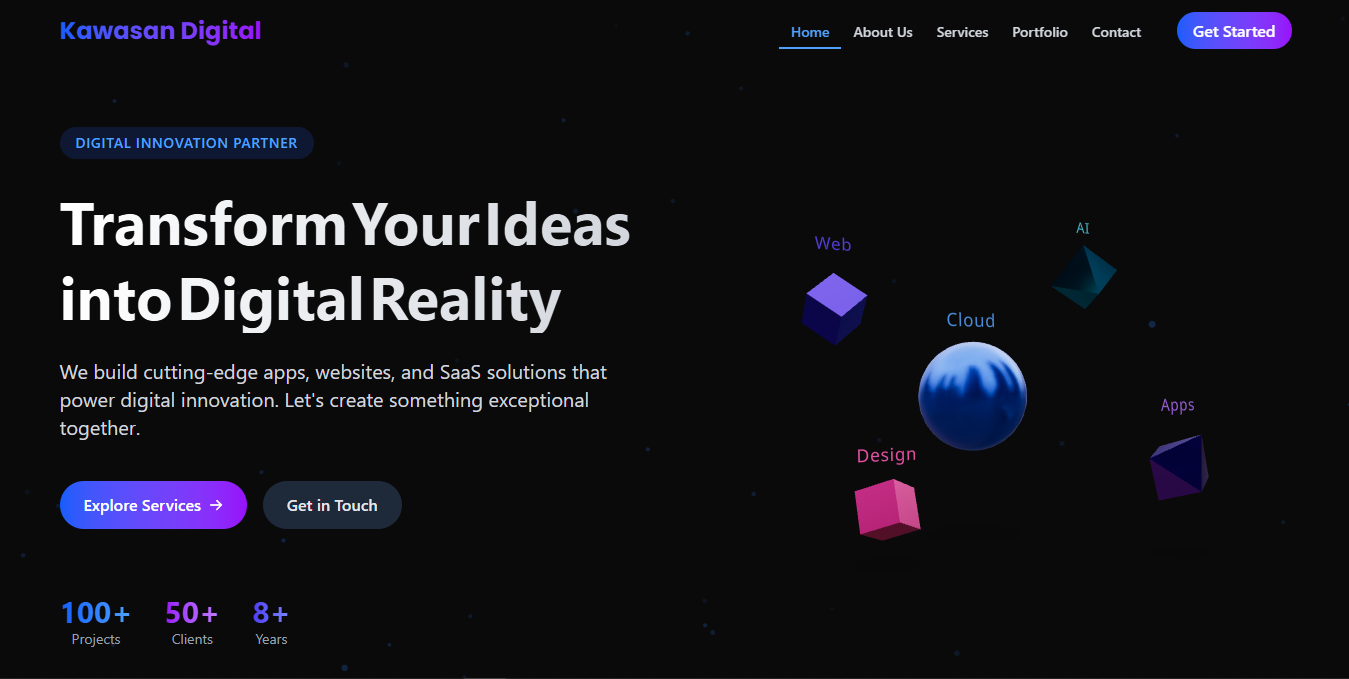 Kawasan Digital
Home About Us Services Portfolio Contact Get Started
DIGITAL INNOVATION PARTNER
Transform Your Ideas
into Digital Reality
We build cutting-edge apps, websites, and SaaS solutions that
power digital innovation. Let's create something exceptional
together.
Explore Services →
Get in Touch
100+ 50+ 8+
Projects Clients Years
Web
AI
Cloud
Apps
Design